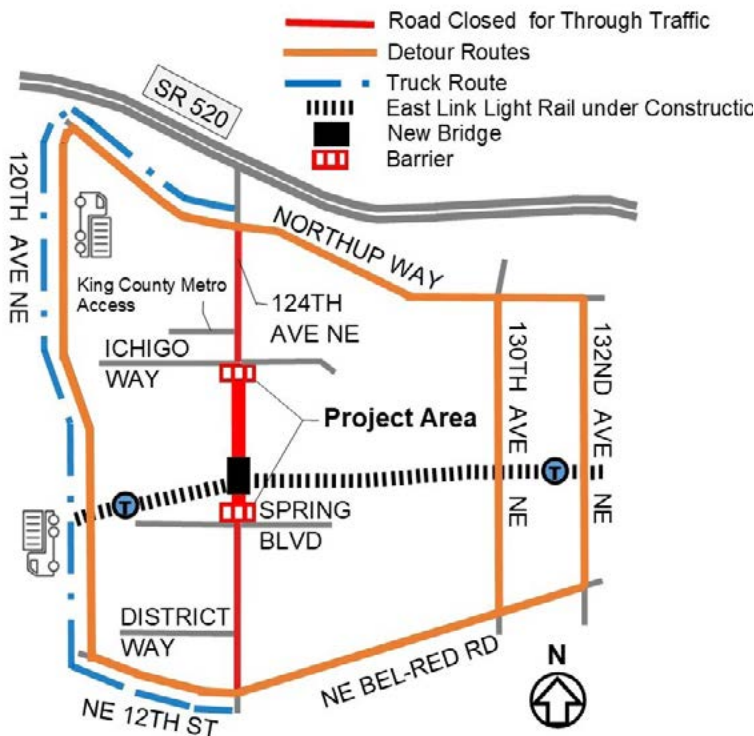 Road Closed for Through Traffic
Detour Routes
Truck Route
East Link Light Rail under Constructio
New Bridge
Barrier
SR 520
120TH AVE NE
NORTHUP WAY
King County Metro
Access
124TH
AVE NE
ICHIGO
WAY
Project Area
130TH AVE NE
132ND AVE NE
T
T
SPRING
BLVD
DISTRICT
WAY
NE BEL-RED RD
NE 12TH ST
N